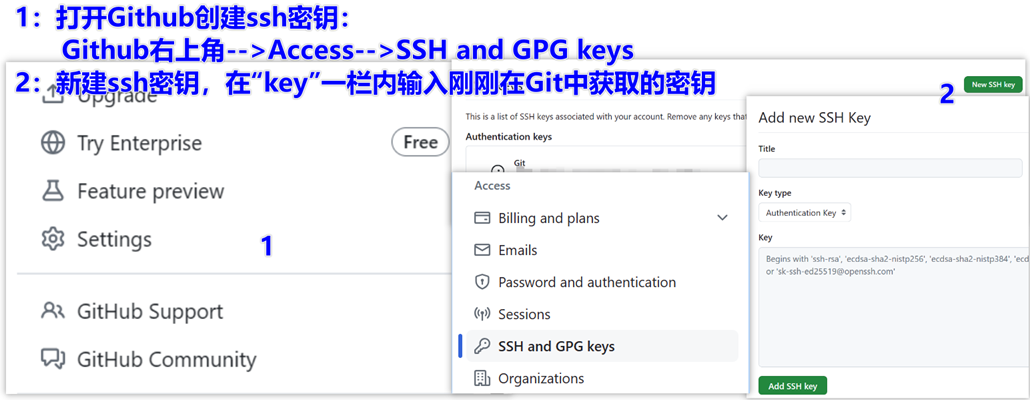 1：打开Github创建ssh密钥：
Github右上角-->Access-->SSH and GPG keys
2：新建ssh密钥，在“key”一栏内输入刚刚在Git中获取的密钥
Upgrade
Try Enterprise
Free
Feature preview
Settings
1
GitHub Support
GitHub Community
New SSH key
2
This is a list of SSH keys associated with your account. Remove any keys that
Authentication keys
Git
Access
Billing and plans
Emails
Password and authentication
Sessions
SSH and GPG keys
Organizations
Add new SSH Key
Title
Key type
Authentication Key
Key
Begins with 'ssh-rsa', 'ecdsa-sha2-nistp256', 'ecdsa-sha2-nistp384', 'ecd
or 'sk-ssh-ed25519@openssh.com'
Add SSH key